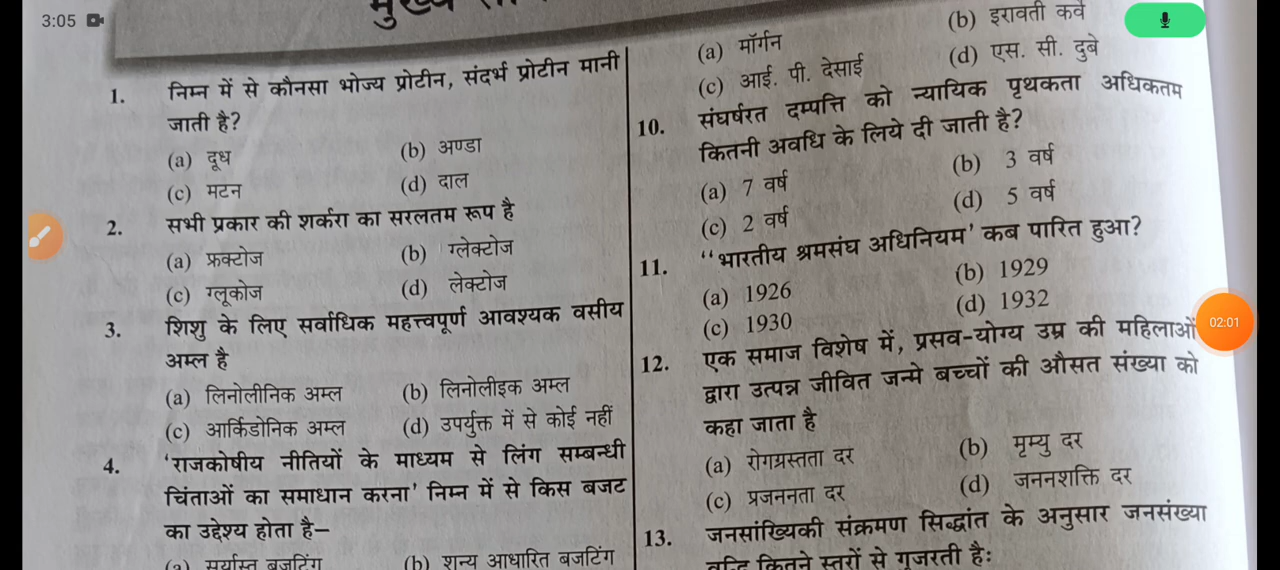 3:05
1. निम्न में से कौनसा भोज्य प्रोटीन, संदर्भ प्रोटीन मानी
जाती है?
(a) दूध (b) अण्डा
(c) मटन (d) दाल
2. सभी प्रकार की शर्करा का सरलतम रूप है
(a) फ्रक्टोज (b) ग्लेक्टोज
(c) ग्लूकोज (d) लेक्टोज
3. शिशु के लिए सर्वाधिक महत्त्वपूर्ण आवश्यक वसीय
अम्ल है
(a) लिनोलीनिक अम्ल (b) लिनोलीइक अम्ल
(c) आर्किडोनिक अम्ल (d) उपर्युक्त में से कोई नहीं
4. 'राजकोषीय नीतियों के माध्यम से लिंग सम्बन्धी
चिंताओं का समाधान करना' निम्न में से किस बजट
का उद्देश्य होता है–
(a) सूर्यास्त बजटिंग (b) शून्य आधारित बजटिंग
(a) मॉर्गन (b) इरावती कर्वे
(c) आई. पी. देसाई (d) एस. सी. दुबे
10. संघर्षरत दम्पत्ति को न्यायिक पृथकता अधिकतम
कितनी अवधि के लिये दी जाती है?
(a) 7 वर्ष (b) 3 वर्ष
(c) 2 वर्ष (d) 5 वर्ष
11. "भारतीय श्रमसंघ अधिनियम' कब पारित हुआ?
(a) 1926 (b) 1929
(c) 1930 (d) 1932
12. एक समाज विशेष में, प्रसव-योग्य उम्र की महिलाओं
द्वारा उत्पन्न जीवित जन्मे बच्चों की औसत संख्या को
कहा जाता है
(a) रोगग्रस्तता दर (b) मृम्यु दर
(c) प्रजननता दर (d) जननशक्ति दर
13. जनसांख्यिकी संक्रमण सिद्धांत के अनुसार जनसंख्या
वृद्धि कितने स्तरों से गुजरती है:
02:01